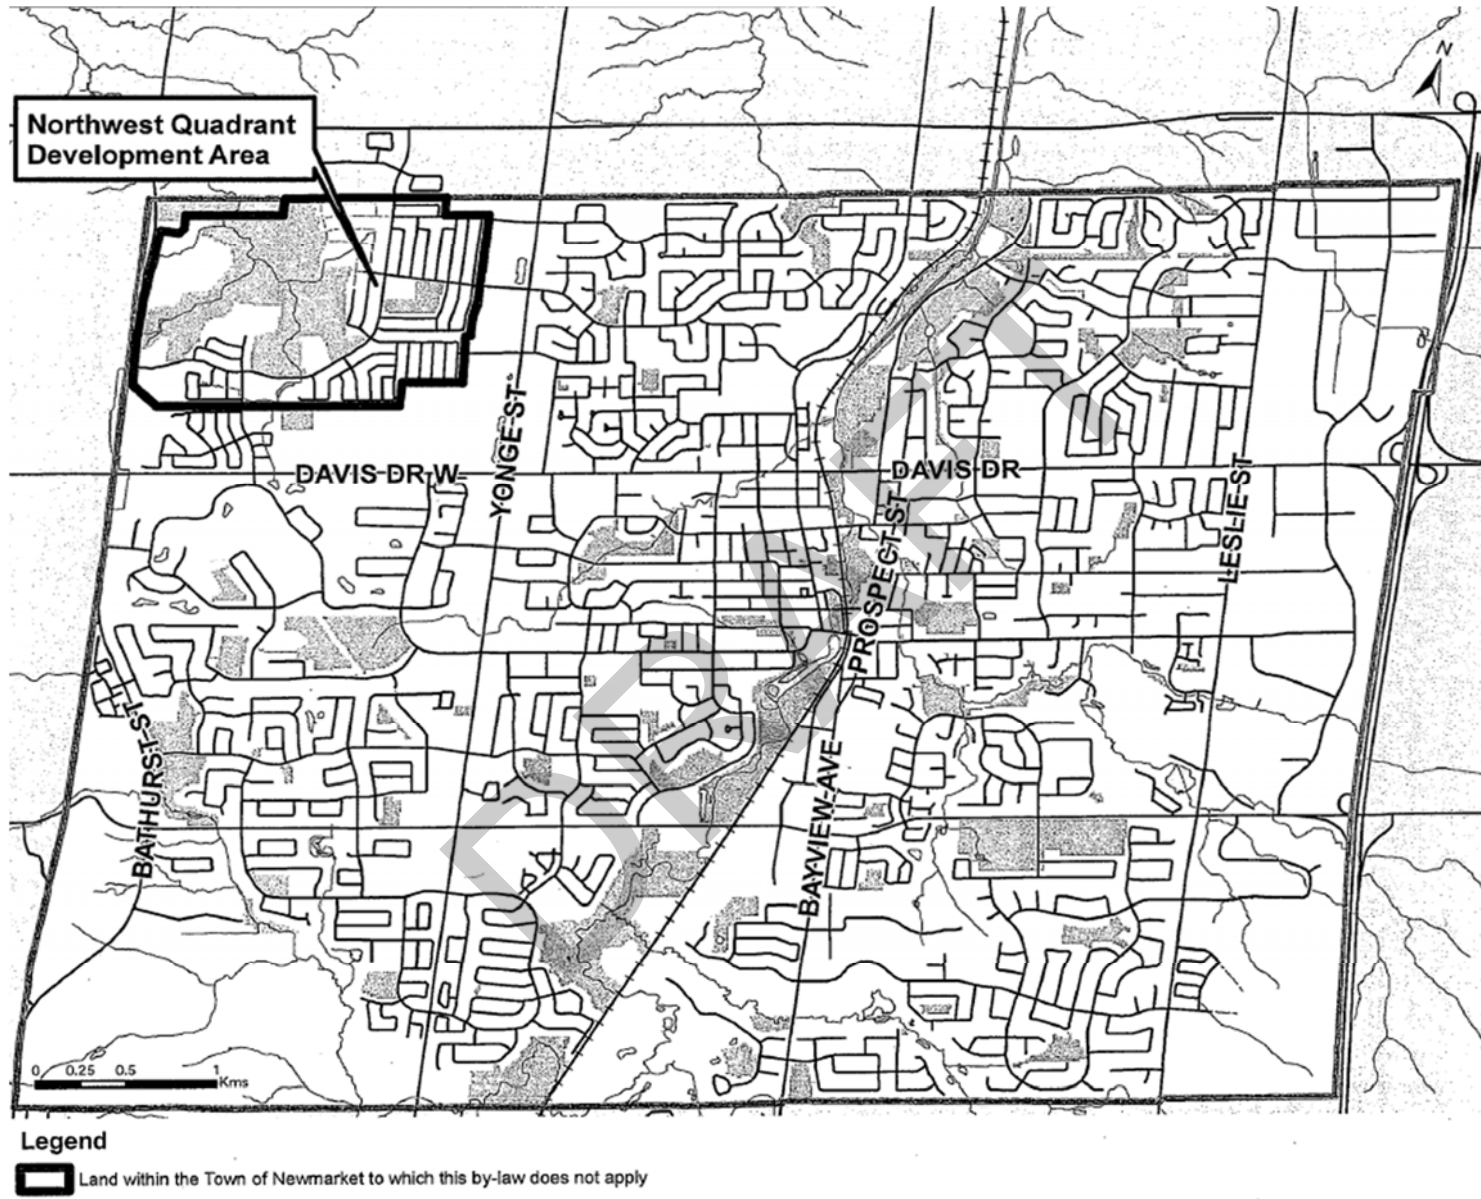 N
Northwest Quadrant
Development Area
DAVIS DR W
YONGE ST
DAVIS DR
LESLIE ST
PROSPECT ST
BATHURST ST
BAYVIEW AVE
DRAFT
0 0.25 0.5 1
Kms
Legend
Land within the Town of Newmarket to which this by-law does not apply